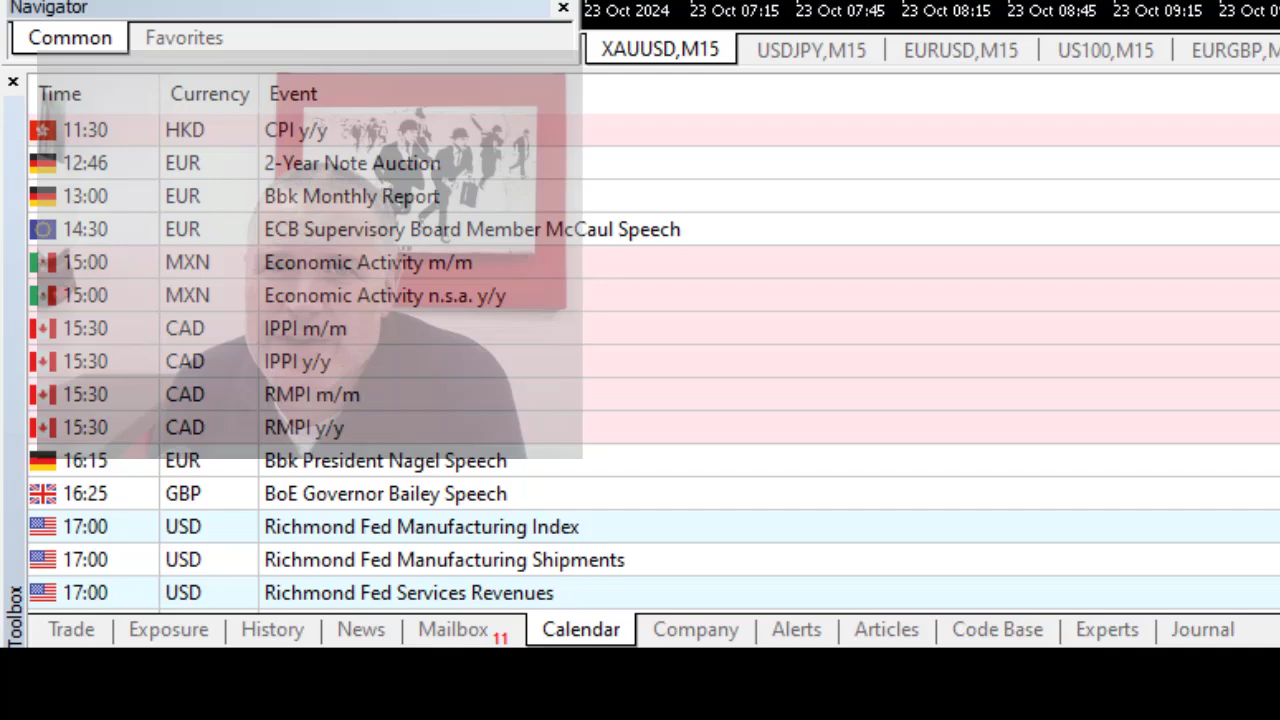 Navigator
23 Oct 2024 23 Oct 07:15 23 Oct 07:45 23 Oct 08:15 23 Oct 08:45 23 Oct 09:15
Common Favorites
XAUUSD,M15 USDJPY,M15 EURUSD,M15 US100,M15 EURGBP,M
Time Currency Event
11:30 HKD CPI y/y
12:46 EUR 2-Year Note Auction
13:00 EUR Bbk Monthly Report
14:30 EUR ECB Supervisory Board Member McCaul Speech
15:00 MXN Economic Activity m/m
15:00 MXN Economic Activity n.s.a. y/y
15:30 CAD IPPI m/m
15:30 CAD IPPI y/y
15:30 CAD RMPI m/m
15:30 CAD RMPI y/y
16:15 EUR Bbk President Nagel Speech
16:25 GBP BoE Governor Bailey Speech
17:00 USD Richmond Fed Manufacturing Index
17:00 USD Richmond Fed Manufacturing Shipments
17:00 USD Richmond Fed Services Revenues
Toolbox
Trade Exposure History News Mailbox 11 Calendar Company Alerts Articles Code Base Experts Journal